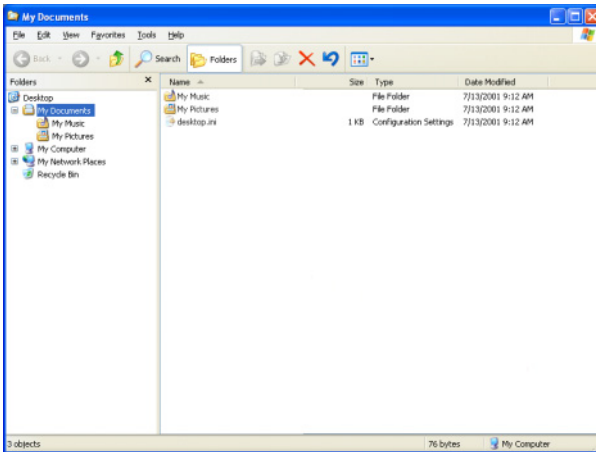 My Documents
File Edit View Favorites Tools Help
Back Search Folders
Folders × Name Size Type Date Modified
Desktop
My Documents
My Music
My Pictures
My Computer
My Network Places
Recycle Bin
My Music File Folder 7/13/2001 9:12 AM
My Pictures File Folder 7/13/2001 9:12 AM
desktop.ini 1 KB Configuration Settings 7/13/2001 9:12 AM
3 objects 76 bytes My Computer